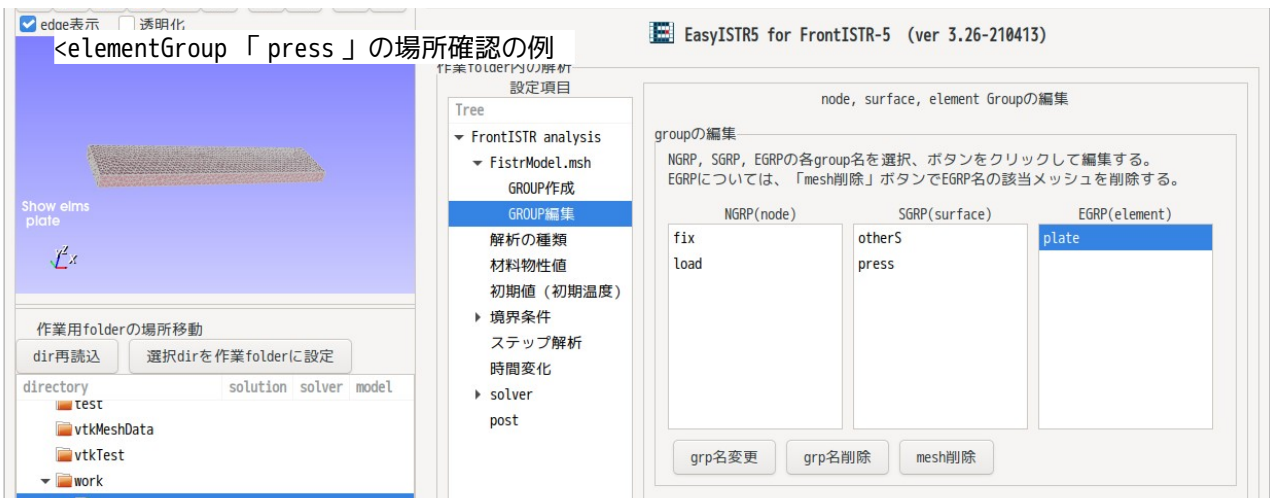 edge表示 透明化
<elementGroup 「press」の場所確認の例
Show elms
plate
z
x
作業用folderの場所移動
dir再読込 選択dirを作業folderに設定
directory solution solver model
test
vtkMeshData
vtkTest
work
EasyISTR5 for FrontISTR-5 (ver 3.26-210413)
作業folder内の解析
設定項目
Tree
FrontISTR analysis
FistrModel.msh
GROUP作成
GROUP編集
解析の種類
材料物性値
初期値（初期温度）
境界条件
ステップ解析
時間変化
solver
post
node, surface, element Groupの編集
groupの編集
NGRP, SGRP, EGRPの各group名を選択、ボタンをクリックして編集する。
EGRPについては、「mesh削除」ボタンでEGRP名の該当メッシュを削除する。
NGRP(node) SGRP(surface) EGRP(element)
fix otherS plate
load press
grp名変更 grp名削除 mesh削除